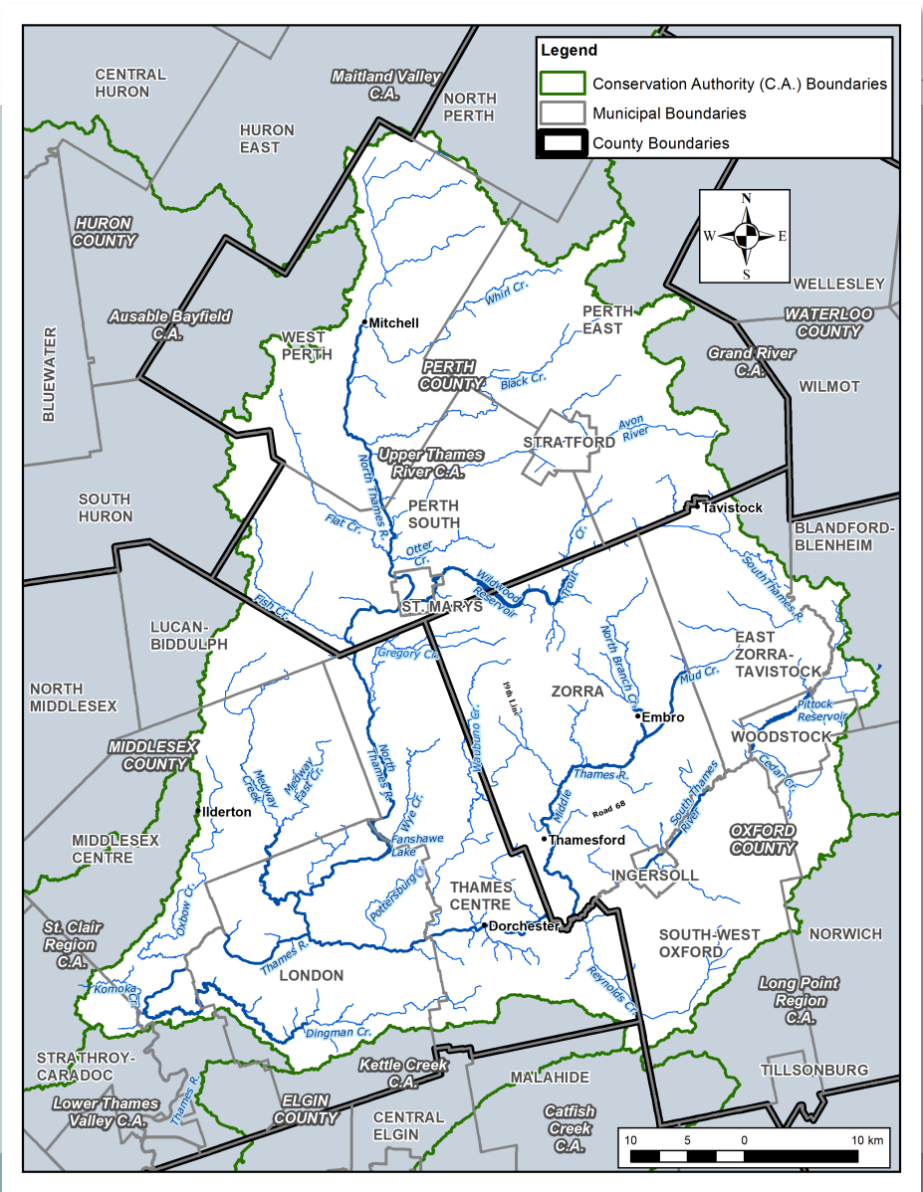 Legend
Conservation Authority (C.A.) Boundaries
Municipal Boundaries
County Boundaries
N
W
E
S
CENTRAL
HURON
Maitland Valley
C.A.
NORTH
PERTH
HURON
EAST
HURON
COUNTY
WELLESLEY
Whirl Cr.
Ausable Bayfield
C.A.
Mitchell
PERTH
EAST
WATERLOO
COUNTY
WEST
PERTH
BLUEWATER
PERTH
COUNTY
Grand River
C.A.
Black Cr.
WILMOT
Avon
River
STRATFORD
Upper Thames
River C.A.
North Thames R.
SOUTH
HURON
PERTH
SOUTH
Tavistock
Flat Cr.
BLANDFORD-
BLENHEIM
Otter
Cr.
Trout
Cr.
Wildwood
Reservoir
South Thames R.
Fish Cr.
ST. MARYS
LUCAN-
BIDDULPH
Gregory Cr.
North Branch Cr.
EAST
ZORRA-
TAVISTOCK
Mud Cr.
NORTH
MIDDLESEX
19th Line
ZORRA
Embro
Pittock
Reservoir
WOODSTOCK
MIDDLESEX
COUNTY
Waubuno Cr.
North
Thames R.
Medway
Creek
Medway
East Cr.
Thames R.
Middle
Cedar Cr.
Ilderton
Wye Cr.
Road 68
South Thames
River
MIDDLESEX
CENTRE
Fanshawe
Lake
Thamesford
OXFORD
COUNTY
INGERSOLL
Oxbow Cr.
Pottersburg Cr.
THAMES
CENTRE
St. Clair
Region
C.A.
Dorchester
SOUTH-WEST
OXFORD
NORWICH
Thames R.
LONDON
Komoka
Cr.
Reynolds Cr.
Long Point
Region
C.A.
Dingman Cr.
STRATHROY-
CARADOC
Kettle Creek
C.A.
MALAHIDE
TILLSONBURG
Thames R.
Lower Thames
Valley C.A.
ELGIN
COUNTY
CENTRAL
ELGIN
Catfish
Creek
C.A.
10 5 0 10 km